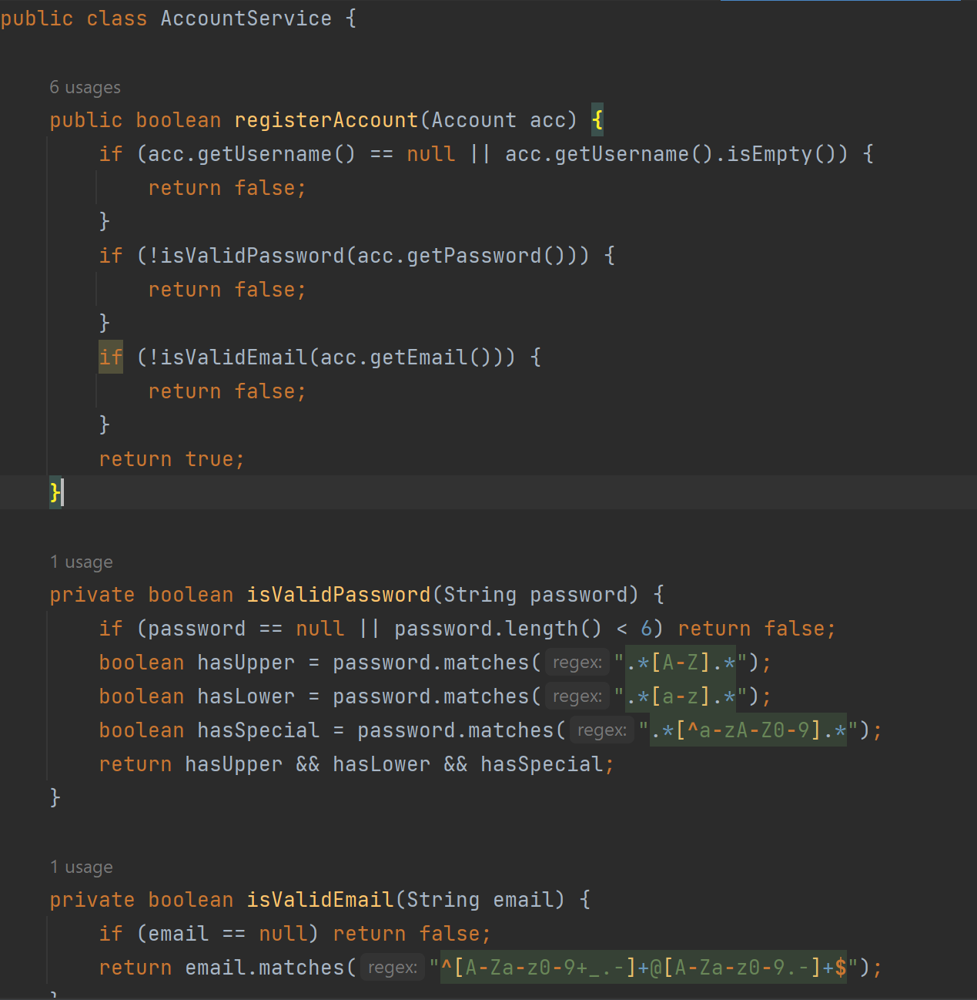 public class AccountService {
6 usages
public boolean registerAccount(Account acc) {
if (acc.getUsername() == null || acc.getUsername().isEmpty()) {
return false;
}
if (!isValidPassword(acc.getPassword())) {
return false;
}
if (!isValidEmail(acc.getEmail())) {
return false;
}
return true;
}
1 usage
private boolean isValidPassword(String password) {
if (password == null || password.length() < 6) return false;
boolean hasUpper = password.matches( regex: ".*[A-Z].*");
boolean hasLower = password.matches( regex: ".*[a-z].*");
boolean hasSpecial = password.matches( regex: ".*[^a-zA-Z0-9].*");
return hasUpper && hasLower && hasSpecial;
}
1 usage
private boolean isValidEmail(String email) {
if (email == null) return false;
return email.matches( regex: "^[A-Za-z0-9+_.-]+@[A-Za-z0-9.-]+$");
}